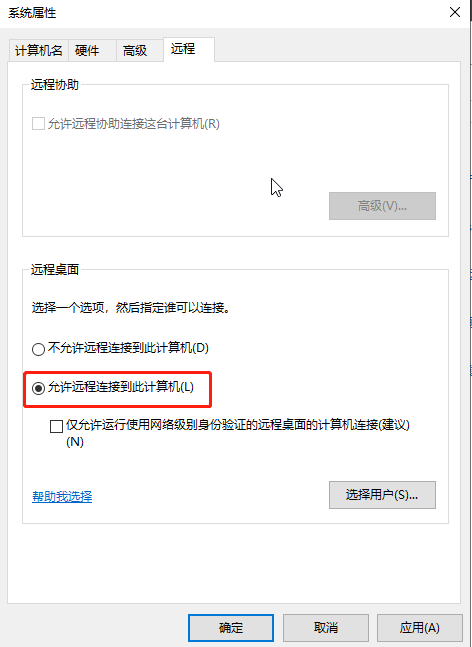 系统属性
计算机名 硬件 高级 远程
远程协助
允许远程协助连接这台计算机(R)
高级(V)...
远程桌面
选择一个选项，然后指定谁可以连接。
不允许远程连接到此计算机(D)
允许远程连接到此计算机(L)
仅允许运行使用网络级别身份验证的远程桌面的计算机连接(建议)
(N)
帮助我选择
选择用户(S)...
确定 取消 应用(A)